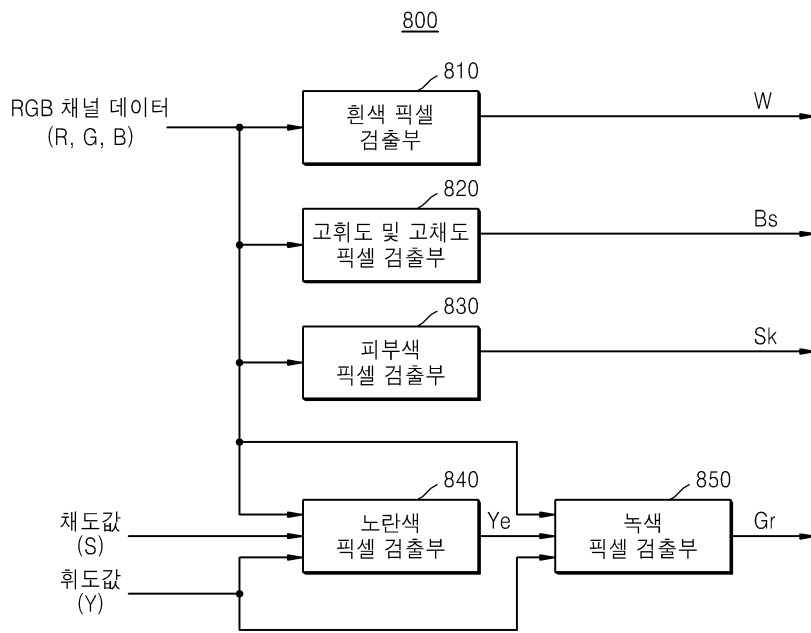 800
810
RGB 채널 데이터
(R, G, B)
흰색 픽셀
검출부
W
820
고휘도 및 고채도
픽셀 검출부
Bs
830
피부색
픽셀 검출부
Sk
840
850
채도값
(S)
노란색
픽셀 검출부
Ye
녹색
픽셀 검출부
Gr
휘도값
(Y)